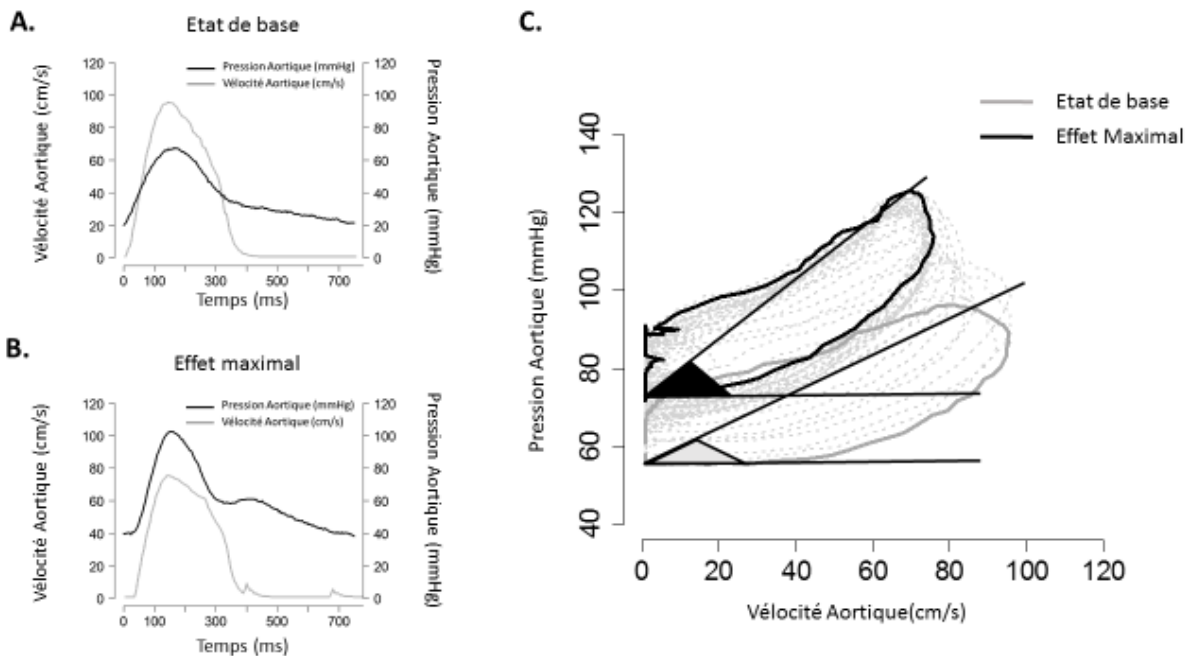 A.
Etat de base
120
100
80
60
40
20
0
Vélocité Aortique (cm/s)
Pression Aortique (mmHg)
Vélocité Aortique (cm/s)
120
100
80
60
40
20
0
Pression Aortique (mmHg)
0 100 300 500 700
Temps (ms)
B.
Effet maximal
120
100
80
60
40
20
0
Vélocité Aortique (cm/s)
Pression Aortique (mmHg)
Vélocité Aortique (cm/s)
120
100
80
60
40
20
0
Pression Aortique (mmHg)
0 100 300 500 700
Temps (ms)
C.
Etat de base
Effet Maximal
140
120
100
80
60
40
Pression Aortique (mmHg)
0 20 40 60 80 100 120
Vélocité Aortique(cm/s)